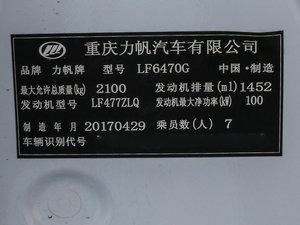 重庆力帆汽车有限公司
品牌 力帆牌 型号 LF6470G 中国·制造
最大允许总质量(kg) 2100 发动机排量(ml) 1452
发动机型号 LF477ZLQ 发动机最大净功率(kW) 100
制造年月 20170429 乘员数(人) 7
车辆识别代号